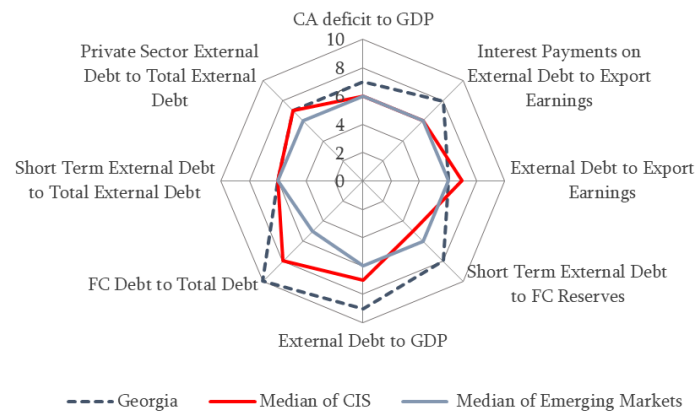 CA deficit to GDP
10
8
6
4
2
0
Interest Payments on
External Debt to Export
Earnings
External Debt to Export
Earnings
Short Term External Debt
to FC Reserves
External Debt to GDP
FC Debt to Total Debt
Short Term External Debt
to Total External Debt
Private Sector External
Debt to Total External
Debt
Georgia
Median of CIS
Median of Emerging Markets